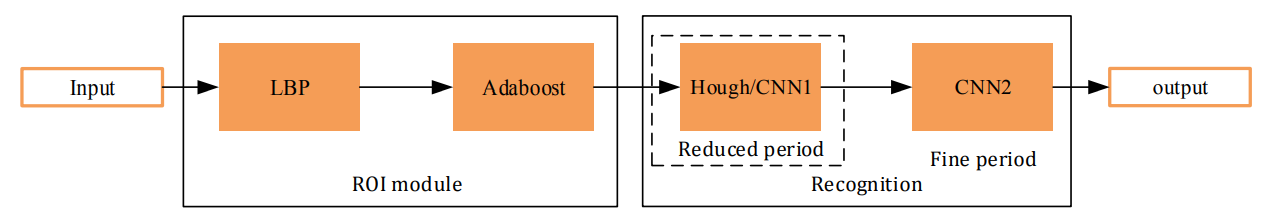 Input
LBP
Adaboost
ROI module
Hough/CNN1
Reduced period
CNN2
Fine period
Recognition
output